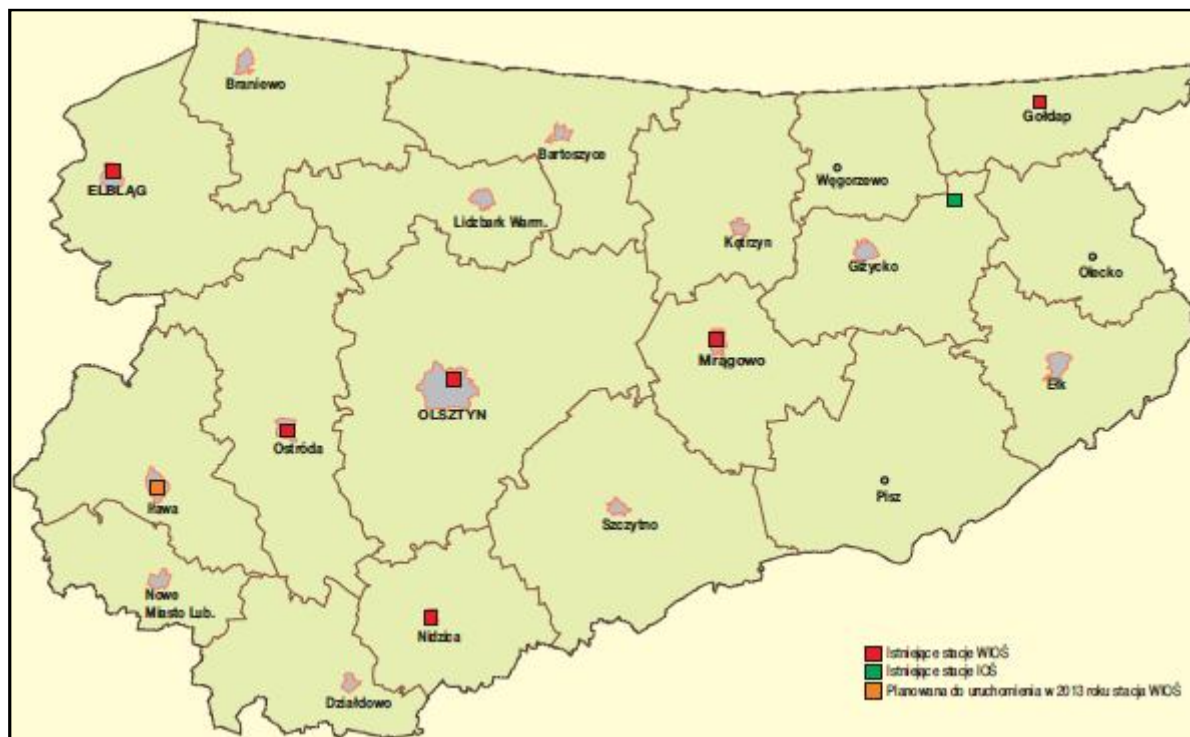 Braniewo
Gołdap
Bartoszyce
Węgorzewo
ELBLĄG
Lidzbark Warm.
Kętrzyn
Giżycko
Olecko
Mrągowo
Ełk
OLSZTYN
Ostróda
Iława
Pisz
Szczytno
Nowe
Miasto Lub.
Nidzica
Działdowo
Istniejące stacje WIOŚ
Istniejące stacje IOŚ
Planowana do uruchomienia w 2013 roku stacja WIOŚ